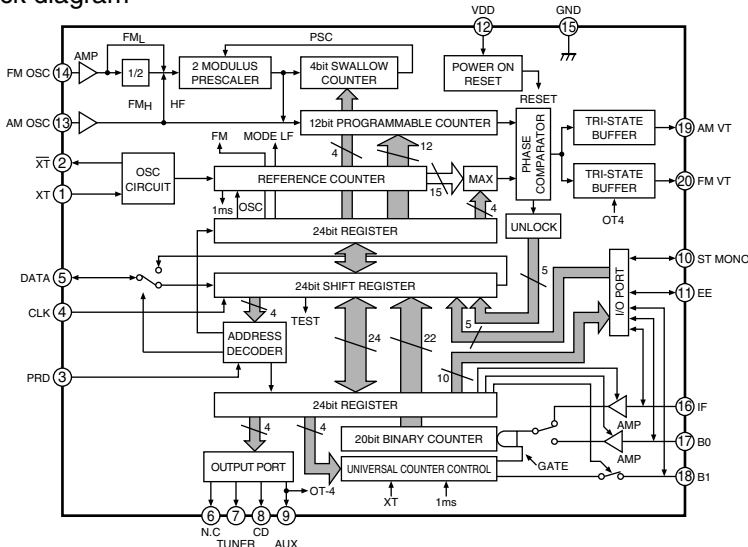 ck diagram
VDD
GND
12
15
FML
PSC
AMP
FM OSC 14
1/2
2 MODULUS PRESCALER
4bit SWALLOW COUNTER
POWER ON RESET
RESET
FMH
HF
AM OSC 13
12bit PROGRAMMABLE COUNTER
PHASE COMPARATOR
TRI-STATE BUFFER
19 AM VT
FM
MODE LF
4
12
XT 2
OSC CIRCUIT
REFERENCE COUNTER
15
MAX
TRI-STATE BUFFER
20 FM VT
XT 1
1ms
OSC
4
OT4
24bit REGISTER
UNLOCK
10 ST MONO
DATA 5
24bit SHIFT REGISTER
5
I/O PORT
11 EE
CLK 4
4
TEST
5
ADDRESS DECODER
24
22
PRD 3
10
24bit REGISTER
16 IF
AMP
4
4
20bit BINARY COUNTER
17 B0
AMP
OUTPUT PORT
UNIVERSAL COUNTER CONTROL
GATE
18 B1
OT-4
XT
1ms
6
7
8
9
N.C
CD
TUNER
AUX